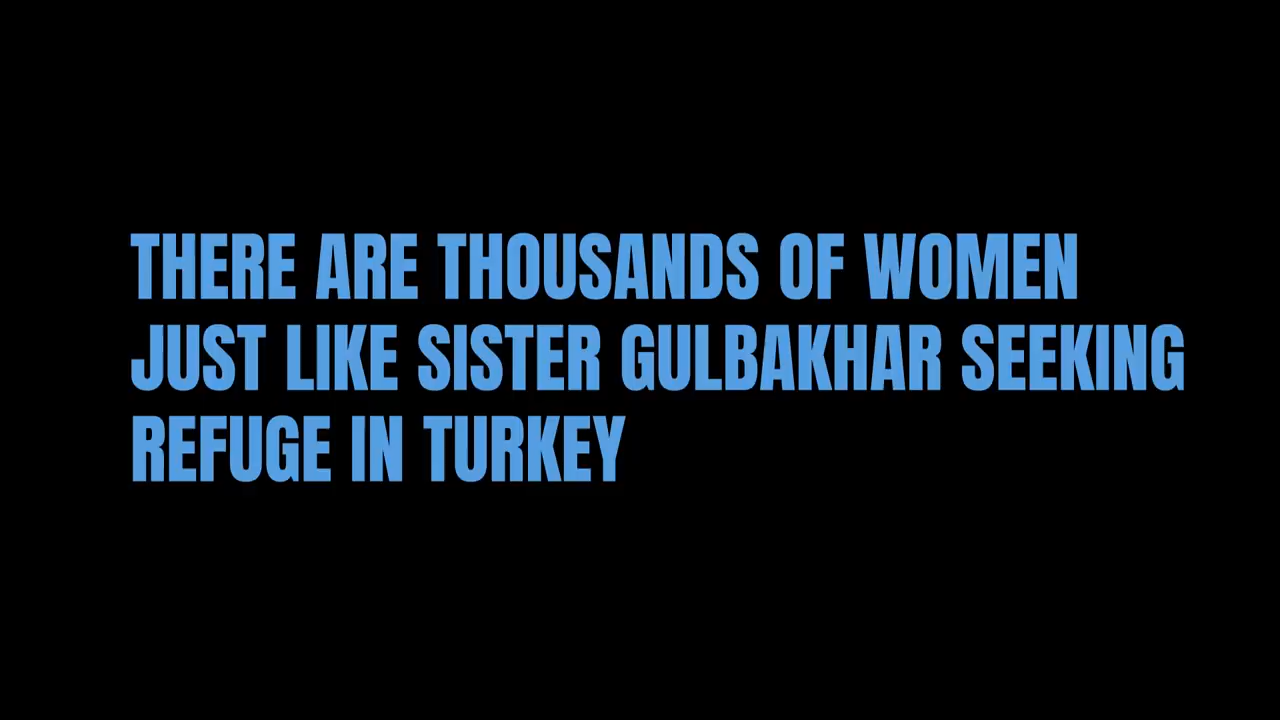 THERE ARE THOUSANDS OF WOMEN
JUST LIKE SISTER GULBAKHAR SEEKING
REFUGE IN TURKEY